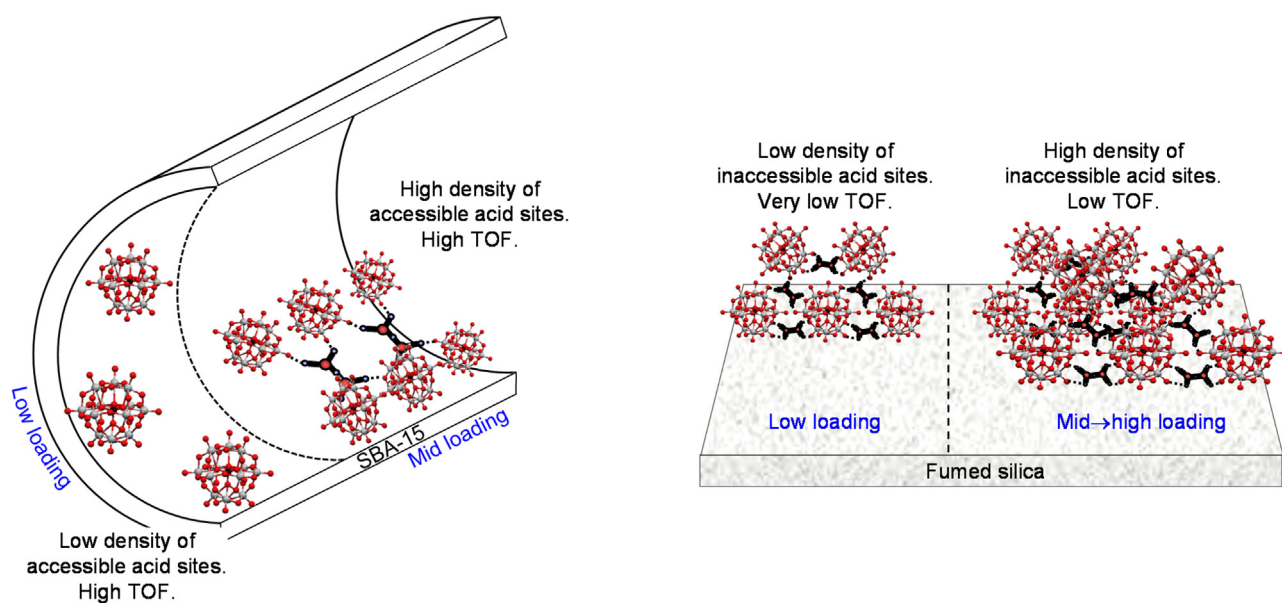 High density of
accessible acid sites.
High TOF.
Low loading
SBA-15
Mid loading
Low density of
accessible acid sites.
High TOF.
Low density of
inaccessible acid sites.
Very low TOF.
High density of
inaccessible acid sites.
Low TOF.
Low loading
Mid→high loading
Fumed silica